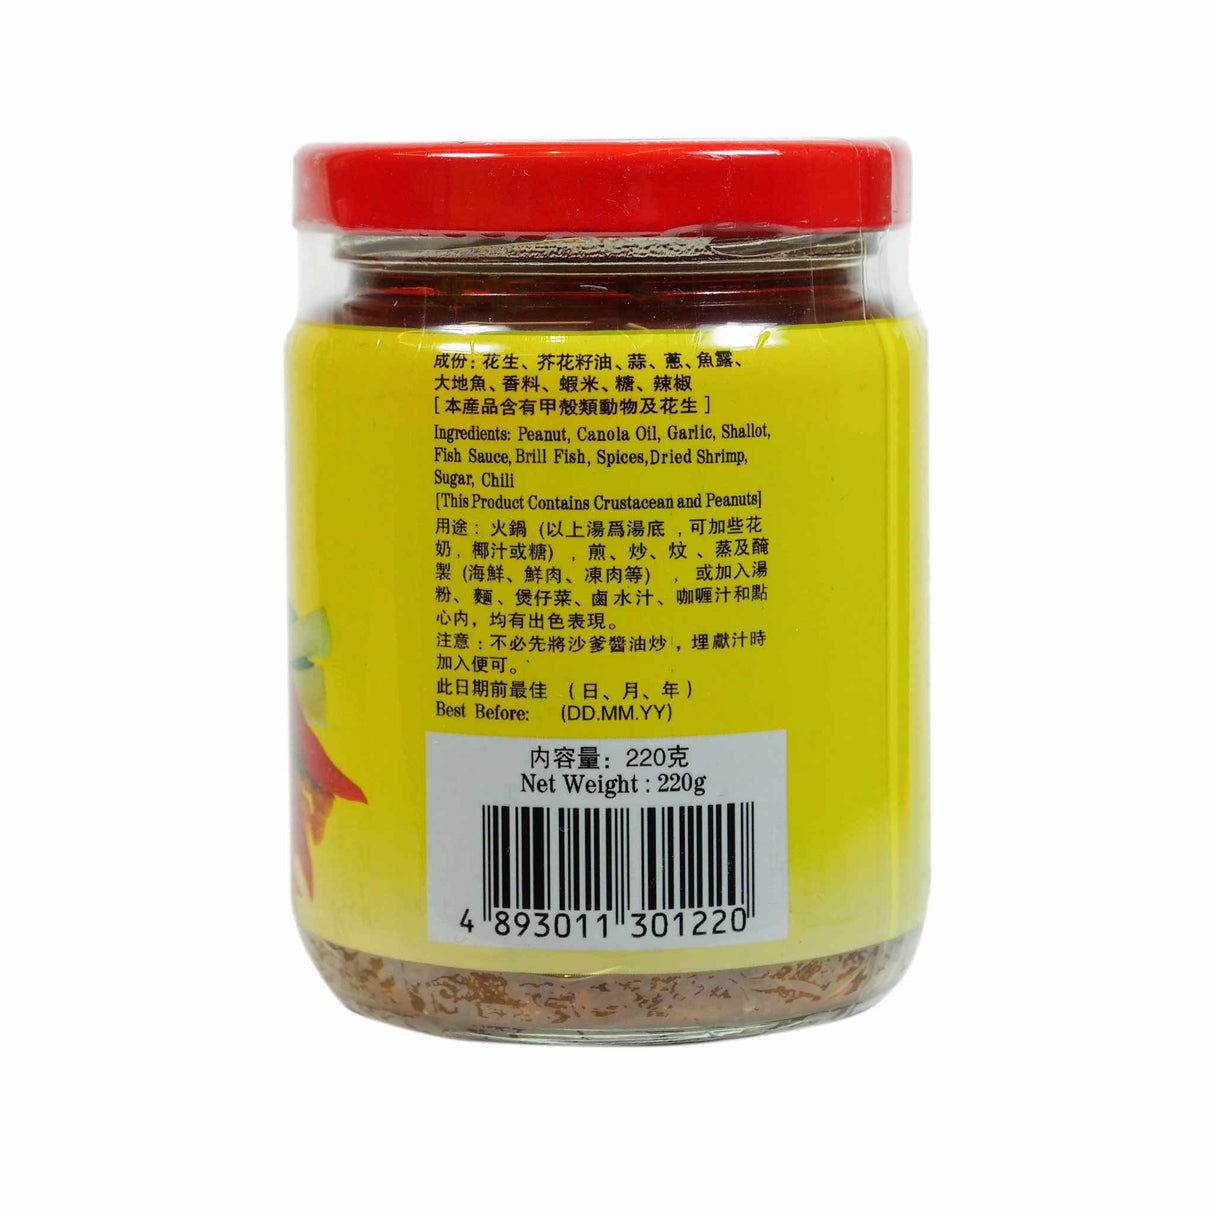 成份：花生、芥花籽油、蒜、蔥、魚露、
大地魚、香料、蝦米、糖、辣椒
[本產品含有甲殼類動物及花生]
Ingredients: Peanut, Canola Oil, Garlic, Shallot,
Fish Sauce, Brill Fish, Spices,Dried Shrimp,
Sugar, Chili
[This Product Contains Crustacean and Peanuts]
用途：火鍋 (以上湯爲湯底，可加些花
奶，椰汁或糖)，煎、炒、炆、蒸及醃
製 (海鮮、鮮肉、凍肉等)，或加入湯
粉、麵、煲仔菜、鹵水汁、咖喱汁和點
心内，均有出色表現。
注意：不必先將沙爹醬油炒，埋獻汁時
加入便可。
此日期前最佳 (日、月、年)
Best Before: (DD.MM.YY)
内容量：220克
Net Weight : 220g
4 893011 301220